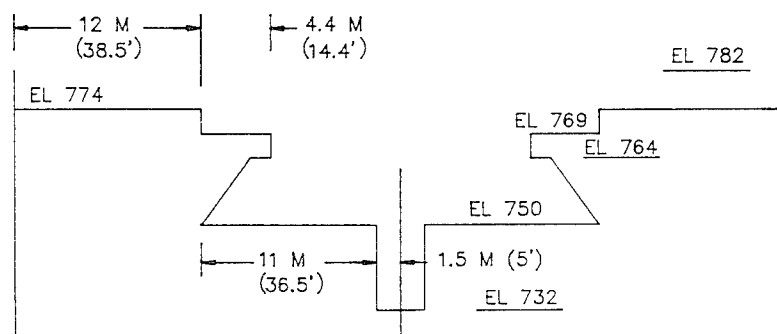 12 M
(38.5')
4.4 M
(14.4')
EL 782
EL 774
EL 769
EL 764
EL 750
11 M
(36.5')
1.5 M (5')
EL 732